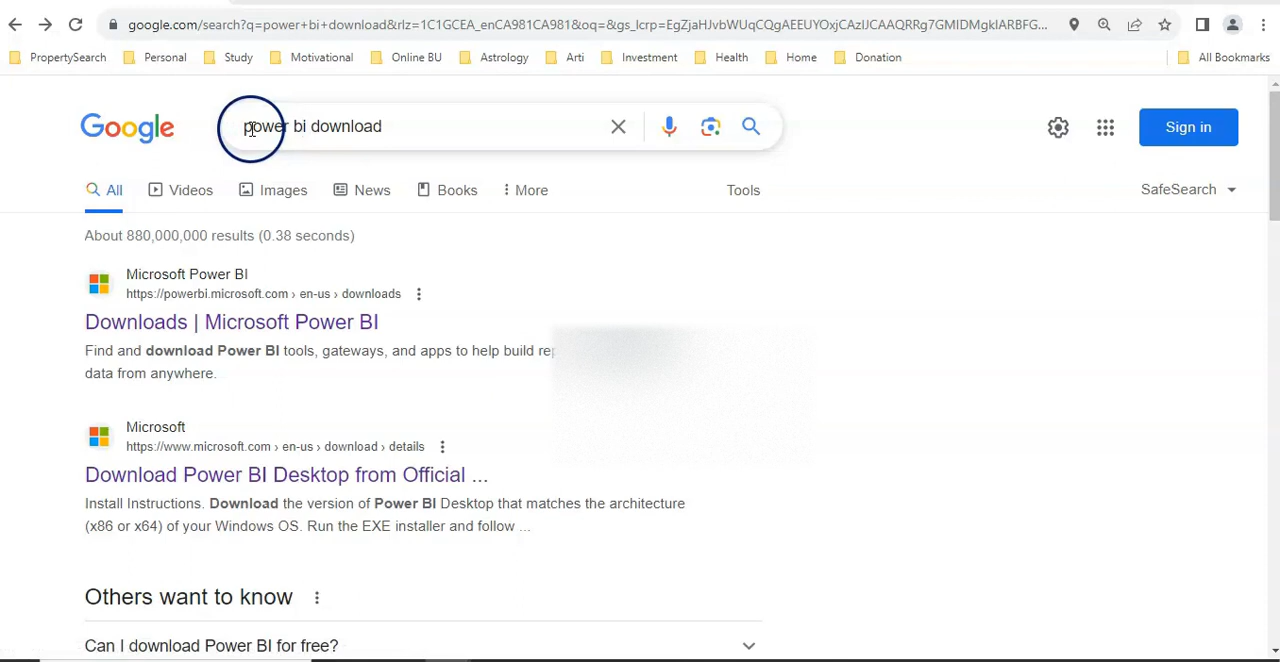 google.com/search?q=power+bi+download&rlz=1C1GCEA_enCA981CA981&oq=&gs_lcrp=EgZjaHJvbWUqCQgAEEUYOxjCAzIJCAAQRRg7GMIDMgkIARBFG...
PropertySearch Personal Study Motivational Online BU Astrology Arti Investment Health Home Donation All Bookmarks
Google power bi download Sign in
All Videos Images News Books More Tools SafeSearch
About 880,000,000 results (0.38 seconds)
Microsoft Power BI
https://powerbi.microsoft.com › en-us › downloads
Downloads | Microsoft Power BI
Find and download Power BI tools, gateways, and apps to help build rep
data from anywhere.
Microsoft
https://www.microsoft.com › en-us › download › details
Download Power BI Desktop from Official ...
Install Instructions. Download the version of Power BI Desktop that matches the architecture
(x86 or x64) of your Windows OS. Run the EXE installer and follow ...
Others want to know
Can I download Power BI for free?